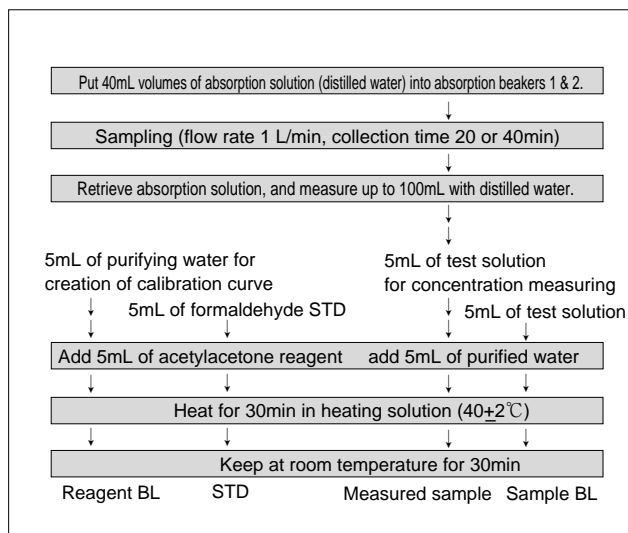 Put 40mL volumes of absorption solution (distilled water) into absorption beakers 1 & 2.
Sampling (flow rate 1 L/min, collection time 20 or 40min)
Retrieve absorption solution, and measure up to 100mL with distilled water.
5mL of purifying water for
creation of calibration curve
5mL of formaldehyde STD
5mL of test solution
for concentration measuring
5mL of test solution
Add 5mL of acetylacetone reagent add 5mL of purified water
Heat for 30min in heating solution (40±2℃)
Keep at room temperature for 30min
Reagent BL STD Measured sample Sample BL